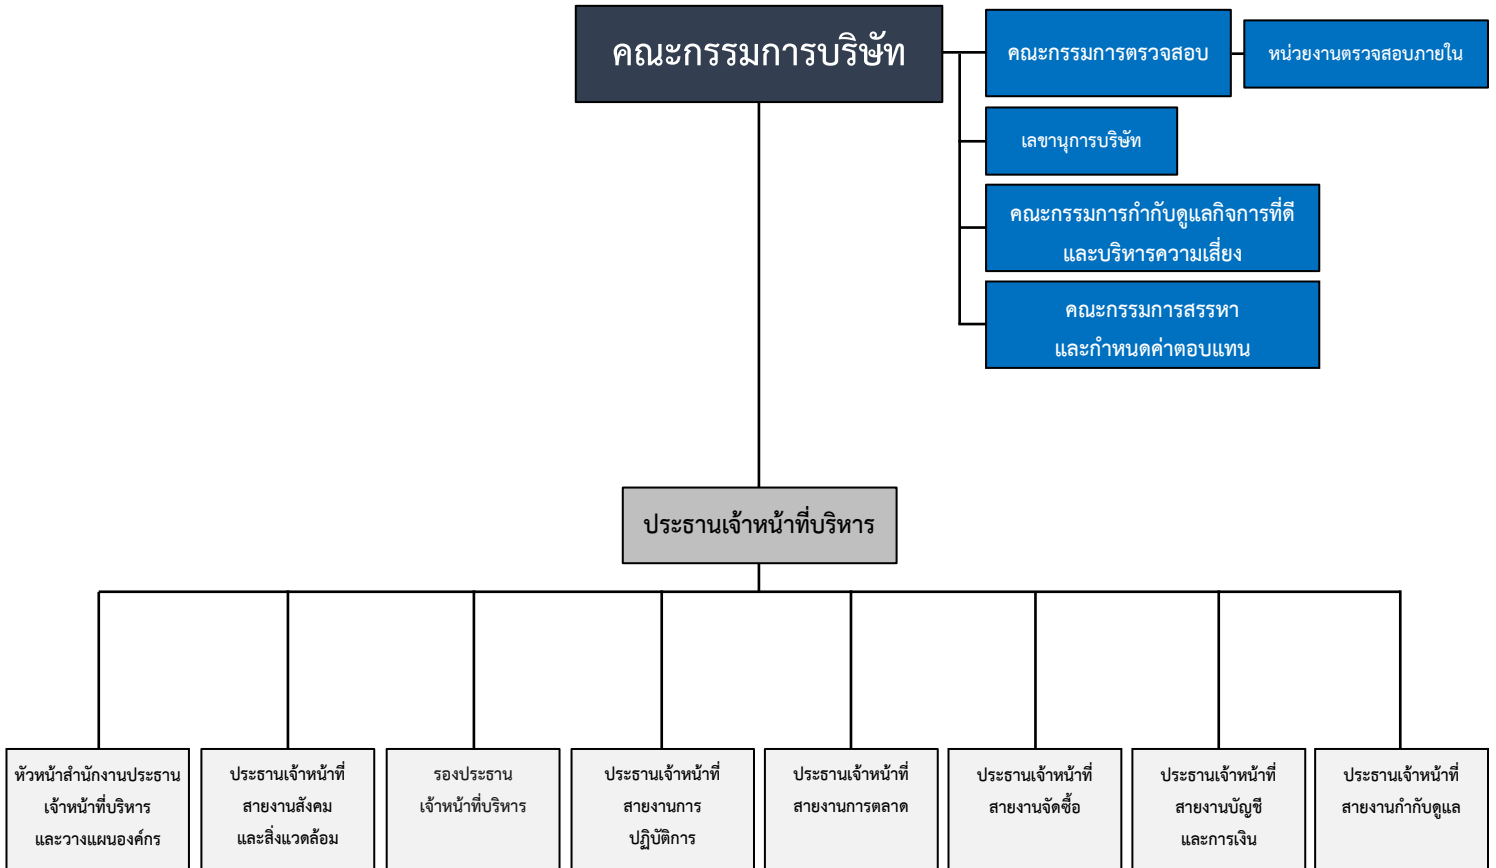 คณะกรรมการบริษัท
คณะกรรมการตรวจสอบ
หน่วยงานตรวจสอบภายใน
เลขานุการบริษัท
คณะกรรมการกำกับดูแลกิจการที่ดี
และบริหารความเสี่ยง
คณะกรรมการสรรหา
และกำหนดค่าตอบแทน
ประธานเจ้าหน้าที่บริหาร
หัวหน้าสำนักงานประธาน
เจ้าหน้าที่บริหาร
และวางแผนองค์กร
ประธานเจ้าหน้าที่
สายงานสังคม
และสิ่งแวดล้อม
รองประธาน
เจ้าหน้าที่บริหาร
ประธานเจ้าหน้าที่
สายงานการ
ปฏิบัติการ
ประธานเจ้าหน้าที่
สายงานการตลาด
ประธานเจ้าหน้าที่
สายงานจัดซื้อ
ประธานเจ้าหน้าที่
สายงานบัญชี
และการเงิน
ประธานเจ้าหน้าที่
สายงานกำกับดูแล